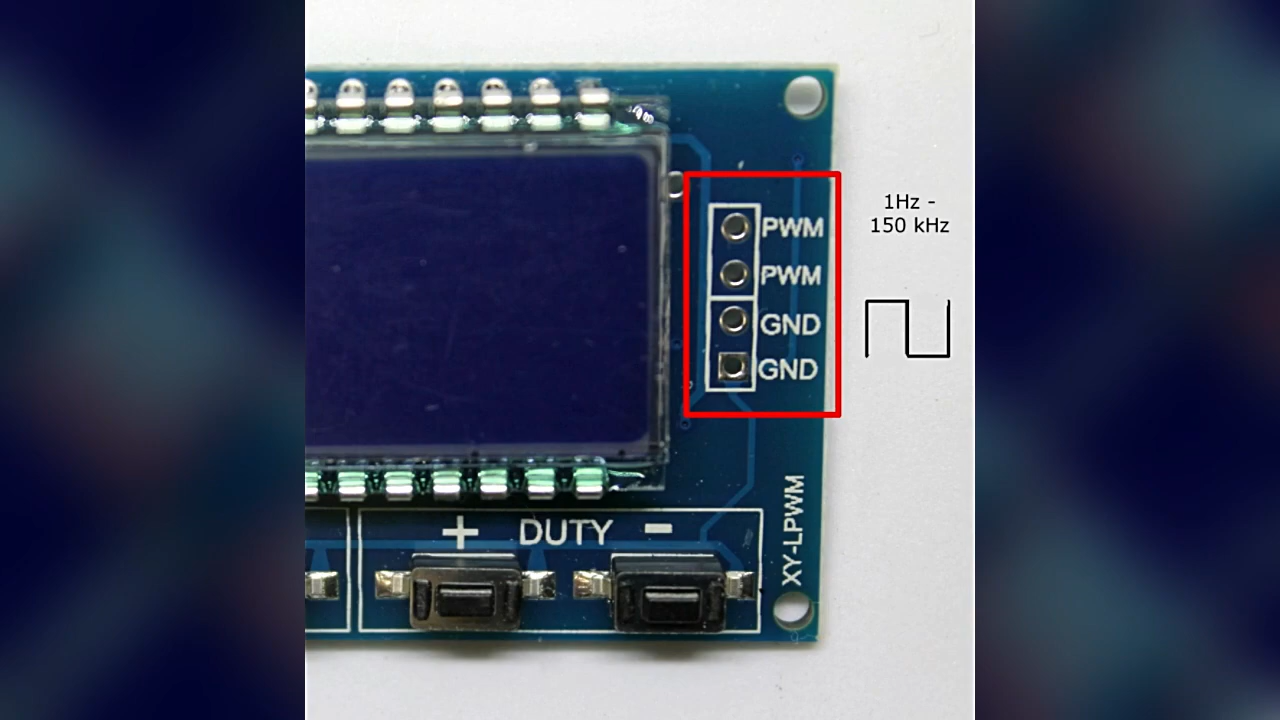 PWM
PWM
GND
GND
1Hz -
150 kHz
+ DUTY -
XY-LPWM